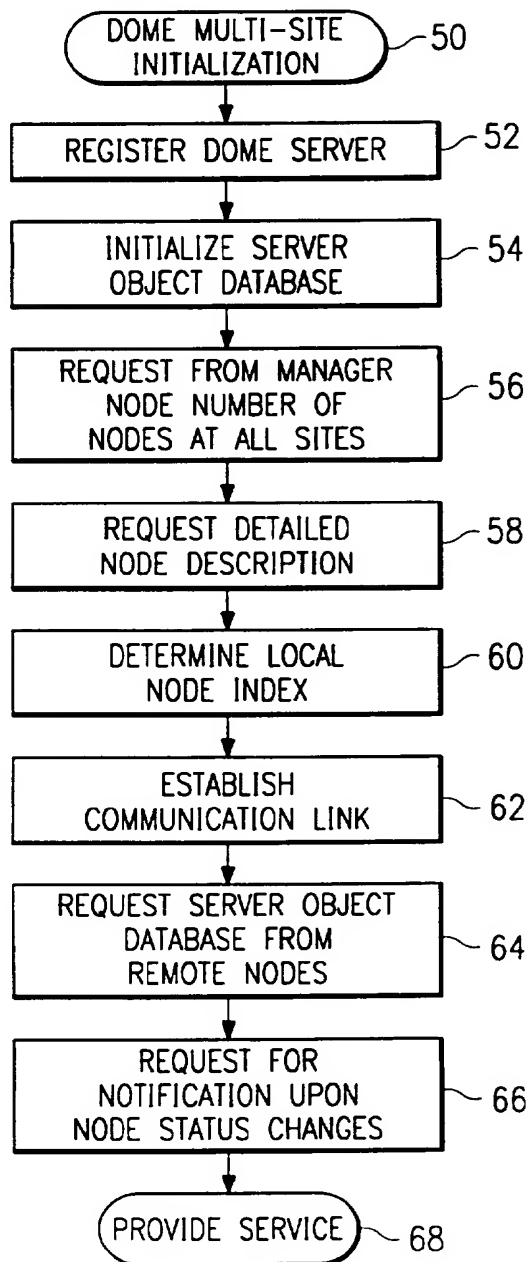 DOME MULTI-SITE
INITIALIZATION
50
REGISTER DOME SERVER
52
INITIALIZE SERVER
OBJECT DATABASE
54
REQUEST FROM MANAGER
NODE NUMBER OF
NODES AT ALL SITES
56
REQUEST DETAILED
NODE DESCRIPTION
58
DETERMINE LOCAL
NODE INDEX
60
ESTABLISH
COMMUNICATION LINK
62
REQUEST SERVER OBJECT
DATABASE FROM
REMOTE NODES
64
REQUEST FOR
NOTIFICATION UPON
NODE STATUS CHANGES
66
PROVIDE SERVICE
68